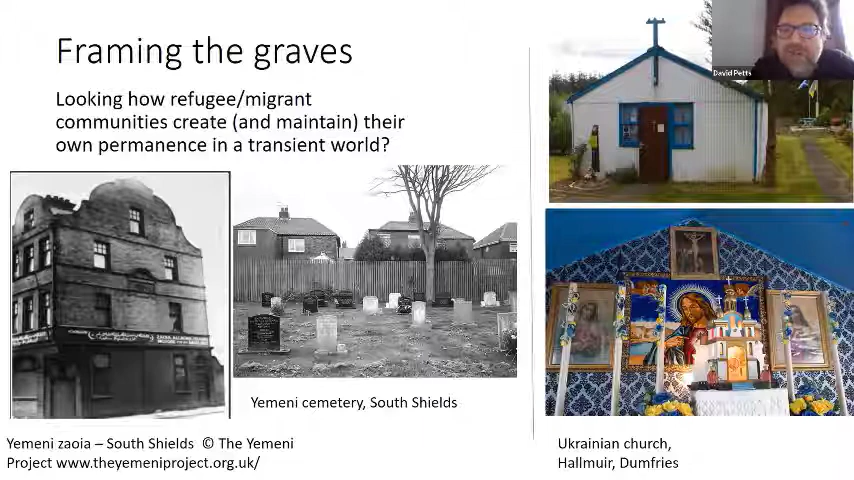 Framing the graves
Looking how refugee/migrant
communities create (and maintain) their
own permanence in a transient world?
David Petts
Yemeni cemetery, South Shields
Yemeni zaoia – South Shields © The Yemeni
Project www.theyemeniproject.org.uk/
Ukrainian church,
Hallmuir, Dumfries